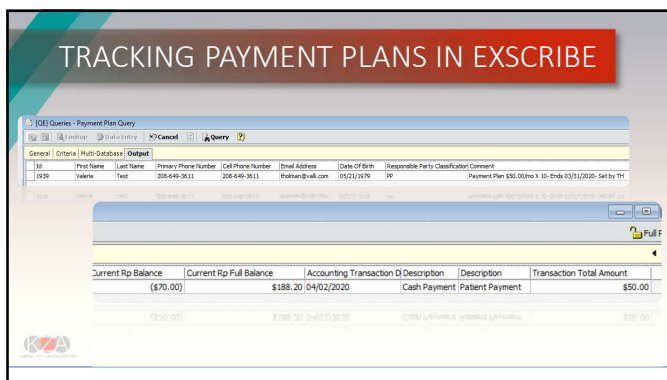 TRACKING PAYMENT PLANS IN EXSCRIBE
[QE] Queries - Payment Plan Query
Lookup Data Entry Cancel Query
General Criteria Multi-Database Output
Id First Name Last Name Primary Phone Number Cell Phone Number Email Address Date Of Birth Responsible Party Classification Comment
1939 Valerie Test 208-649-3611 208-649-3611 tholman@valli.com 05/21/1979 PP Payment Plan $50.00/mo X 10- Ends 03/31/2020- Set by TH
Full F
Current Rp Balance Current Rp Full Balance Accounting Transaction D Description Description Transaction Total Amount
($70.00) $188.20 04/02/2020 Cash Payment Patient Payment $50.00
KZA